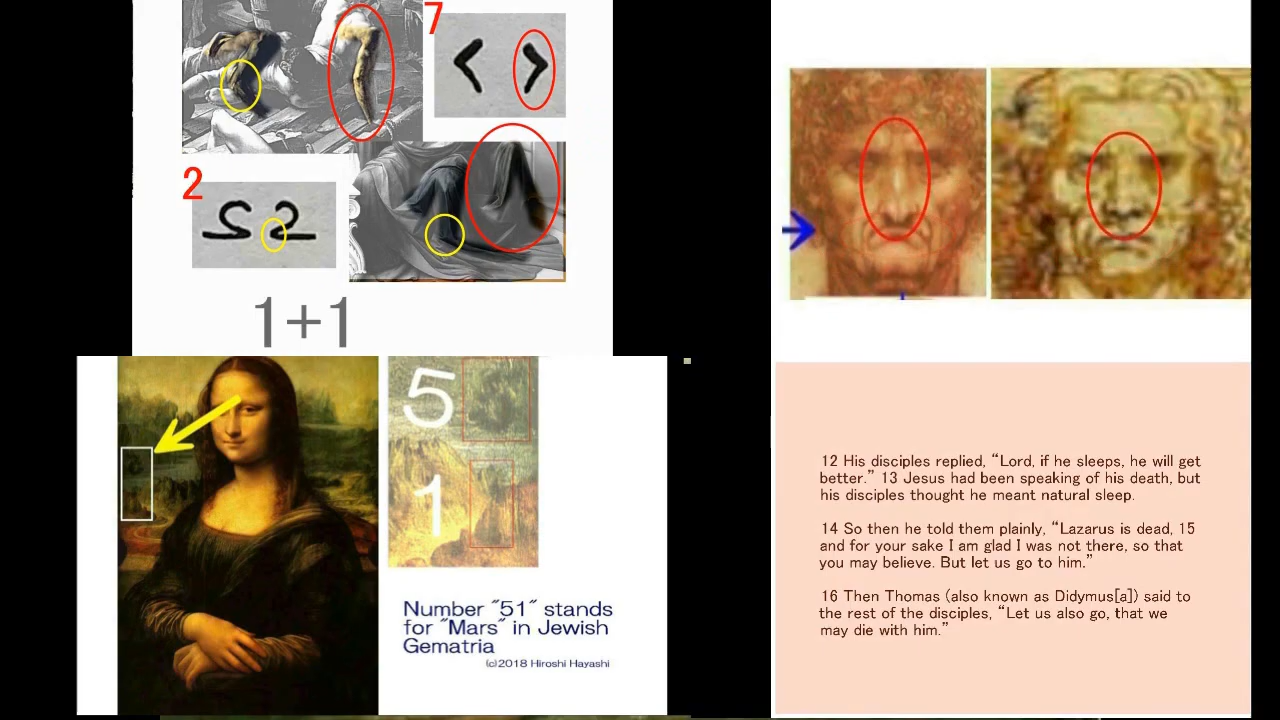 7
2
1+1
5
1
Number "51" stands
for "Mars" in Jewish
Gematria
(c)2018 Hiroshi Hayashi
12 His disciples replied, “Lord, if he sleeps, he will get
better.” 13 Jesus had been speaking of his death, but
his disciples thought he meant natural sleep.
14 So then he told them plainly, “Lazarus is dead, 15
and for your sake I am glad I was not there, so that
you may believe. But let us go to him.”
16 Then Thomas (also known as Didymus[a]) said to
the rest of the disciples, “Let us also go, that we
may die with him.”